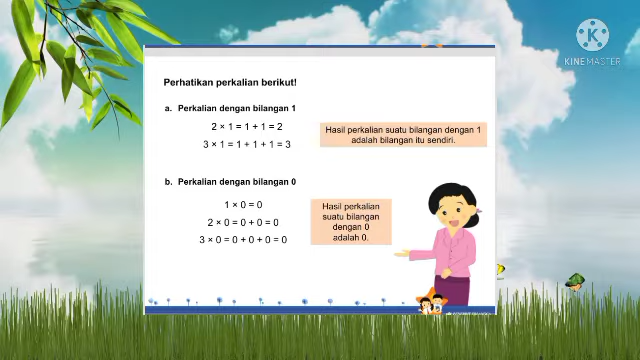 KINEMASTER
Perhatikan perkalian berikut!
a. Perkalian dengan bilangan 1
2 × 1 = 1 + 1 = 2
3 × 1 = 1 + 1 + 1 = 3
Hasil perkalian suatu bilangan dengan 1
adalah bilangan itu sendiri.
b. Perkalian dengan bilangan 0
1 × 0 = 0
2 × 0 = 0 + 0 = 0
3 × 0 = 0 + 0 + 0 = 0
Hasil perkalian
suatu bilangan
dengan 0
adalah 0.